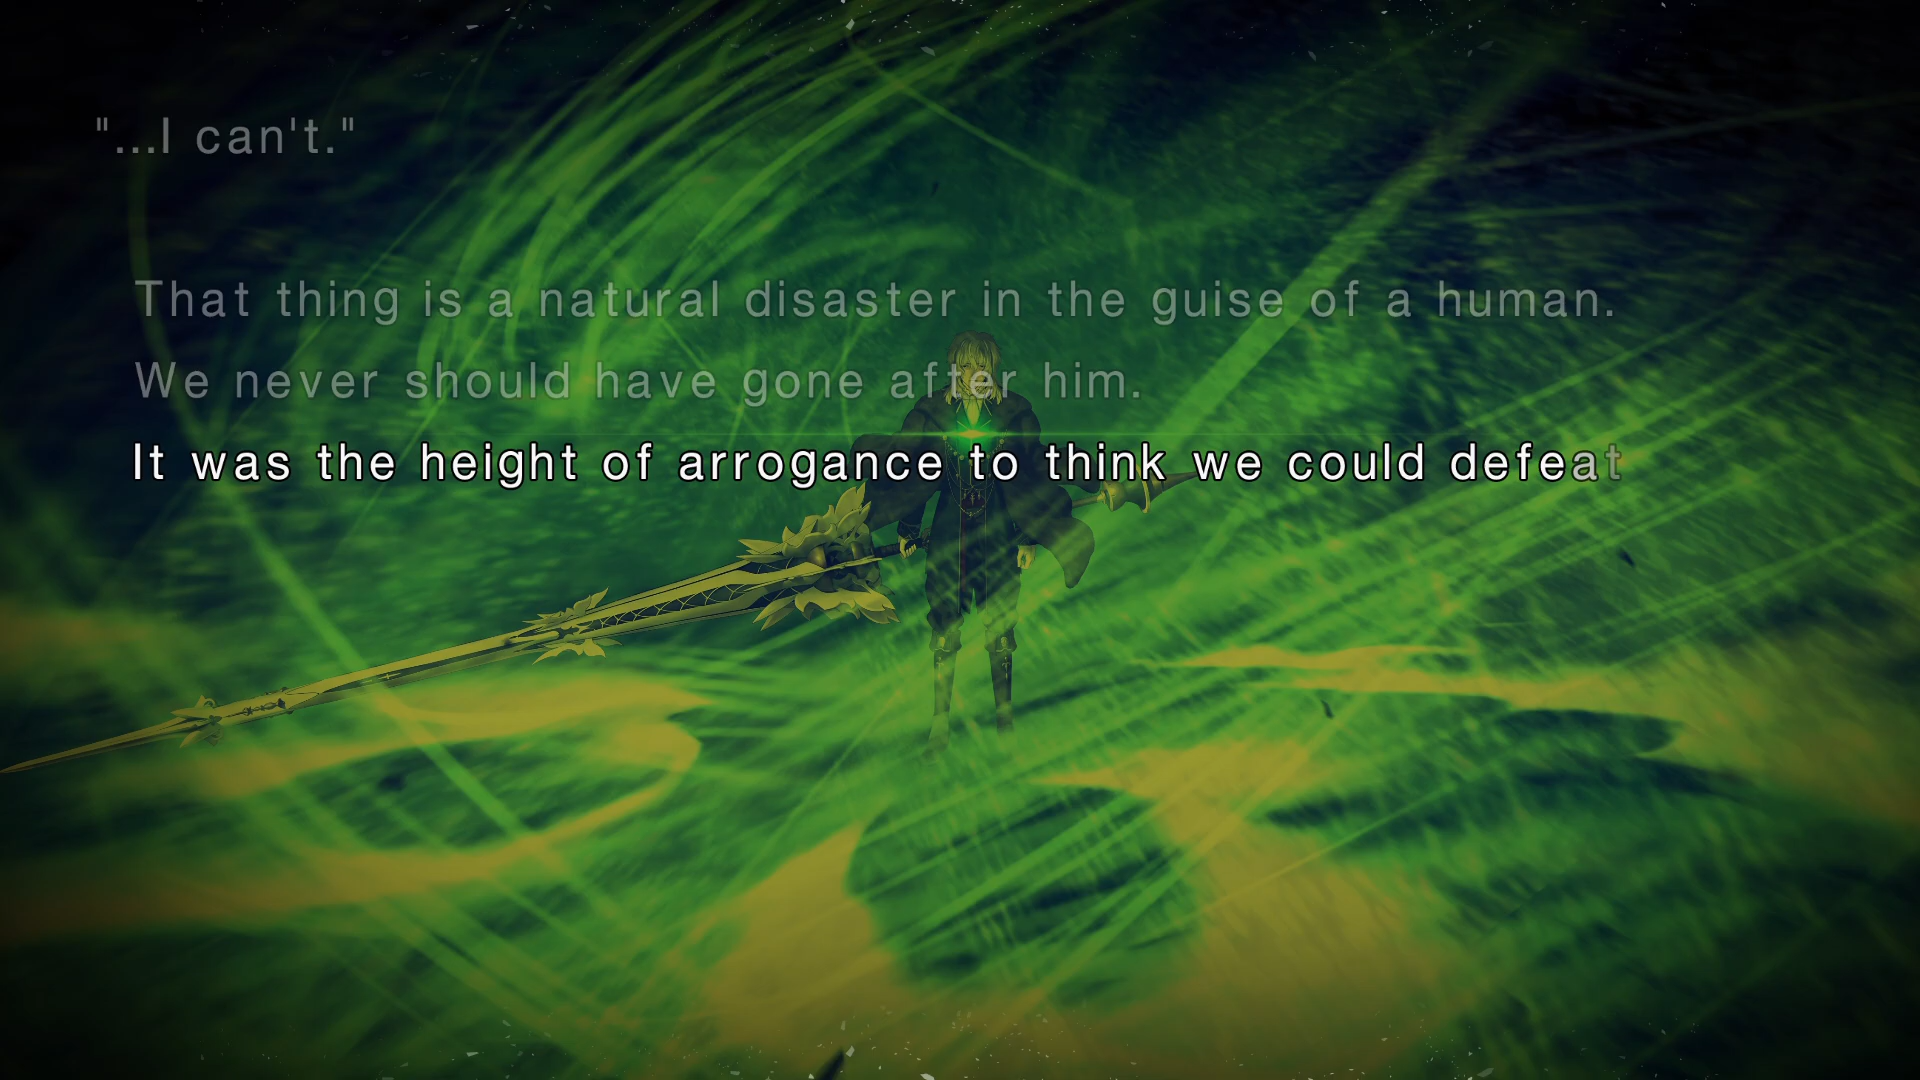 "...I can't."
That thing is a natural disaster in the guise of a human.
We never should have gone after him.
It was the height of arrogance to think we could defeat